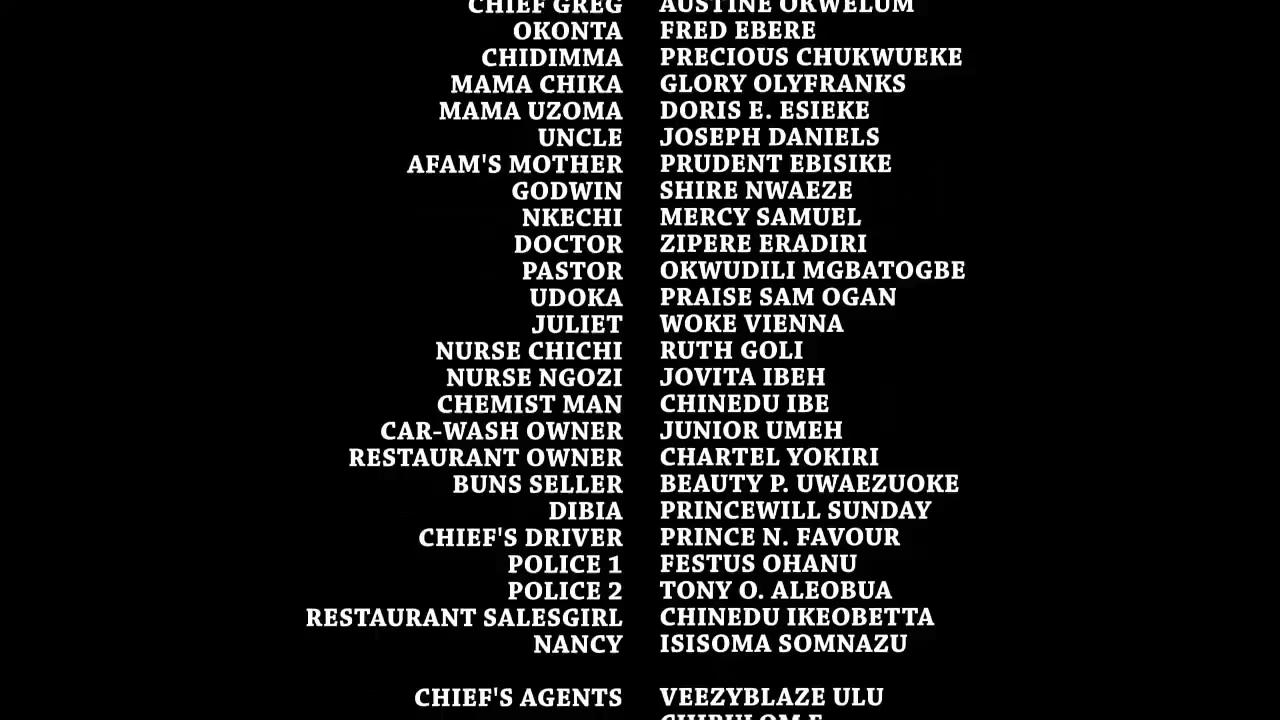 CHIEF GREG AUSTINE OKWELUM
OKONTA FRED EBERE
CHIDIMMA PRECIOUS CHUKWUEKE
MAMA CHIKA GLORY OLYFRANKS
MAMA UZOMA DORIS E. ESIEKE
UNCLE JOSEPH DANIELS
AFAM'S MOTHER PRUDENT EBISIKE
GODWIN SHIRE NWAEZE
NKECHI MERCY SAMUEL
DOCTOR ZIPERE ERADIRI
PASTOR OKWUDILI MGBATOGBE
UDOKA PRAISE SAM OGAN
JULIET WOKE VIENNA
NURSE CHICHI RUTH GOLI
NURSE NGOZI JOVITA IBEH
CHEMIST MAN CHINEDU IBE
CAR-WASH OWNER JUNIOR UMEH
RESTAURANT OWNER CHARTEL YOKIRI
BUNS SELLER BEAUTY P. UWAEZUOKE
DIBIA PRINCEWILL SUNDAY
CHIEF'S DRIVER PRINCE N. FAVOUR
POLICE 1 FESTUS OHANU
POLICE 2 TONY O. ALEOBUA
RESTAURANT SALESGIRL CHINEDU IKEOBETTA
NANCY ISISOMA SOMNAZU
CHIEF'S AGENTS VEEZYBLAZE ULU